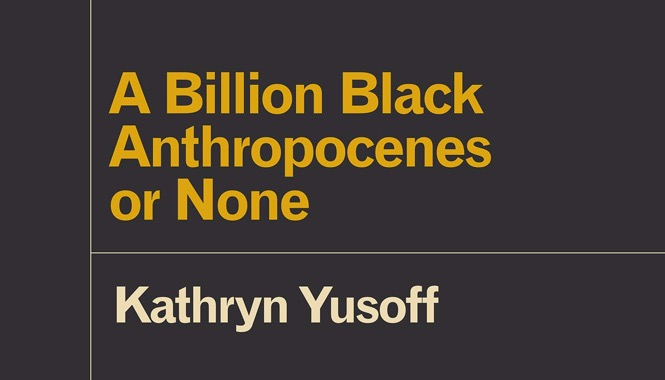 A Billion Black
Anthropocenes
or None
Kathryn Yusoff